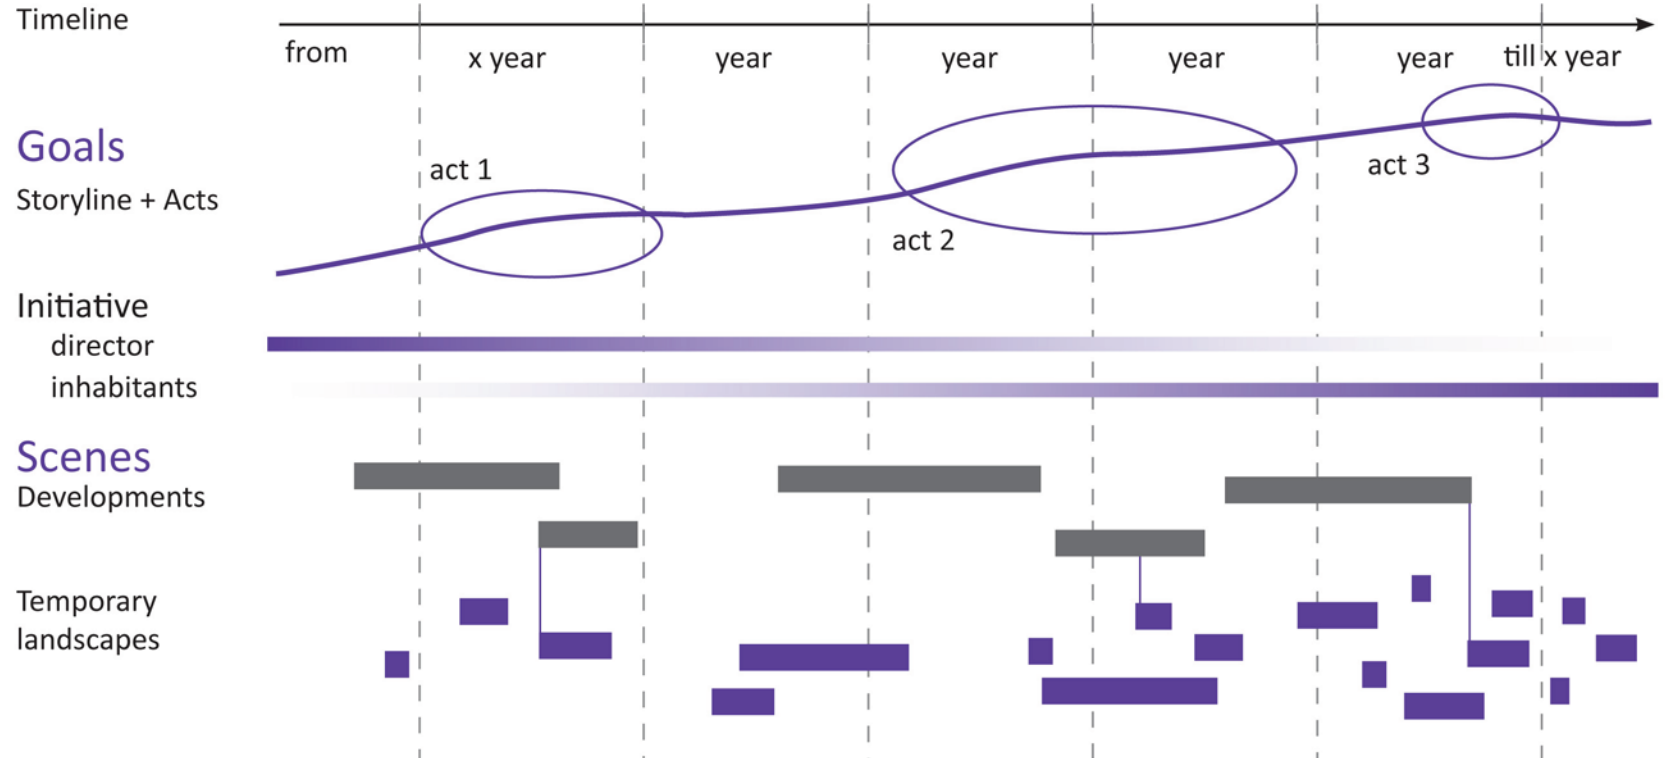 Timeline
from
x year
year
year
year
year
till x year
Goals
Storyline + Acts
act 1
act 2
act 3
Initiative
director
inhabitants
Scenes
Developments
Temporary
landscapes